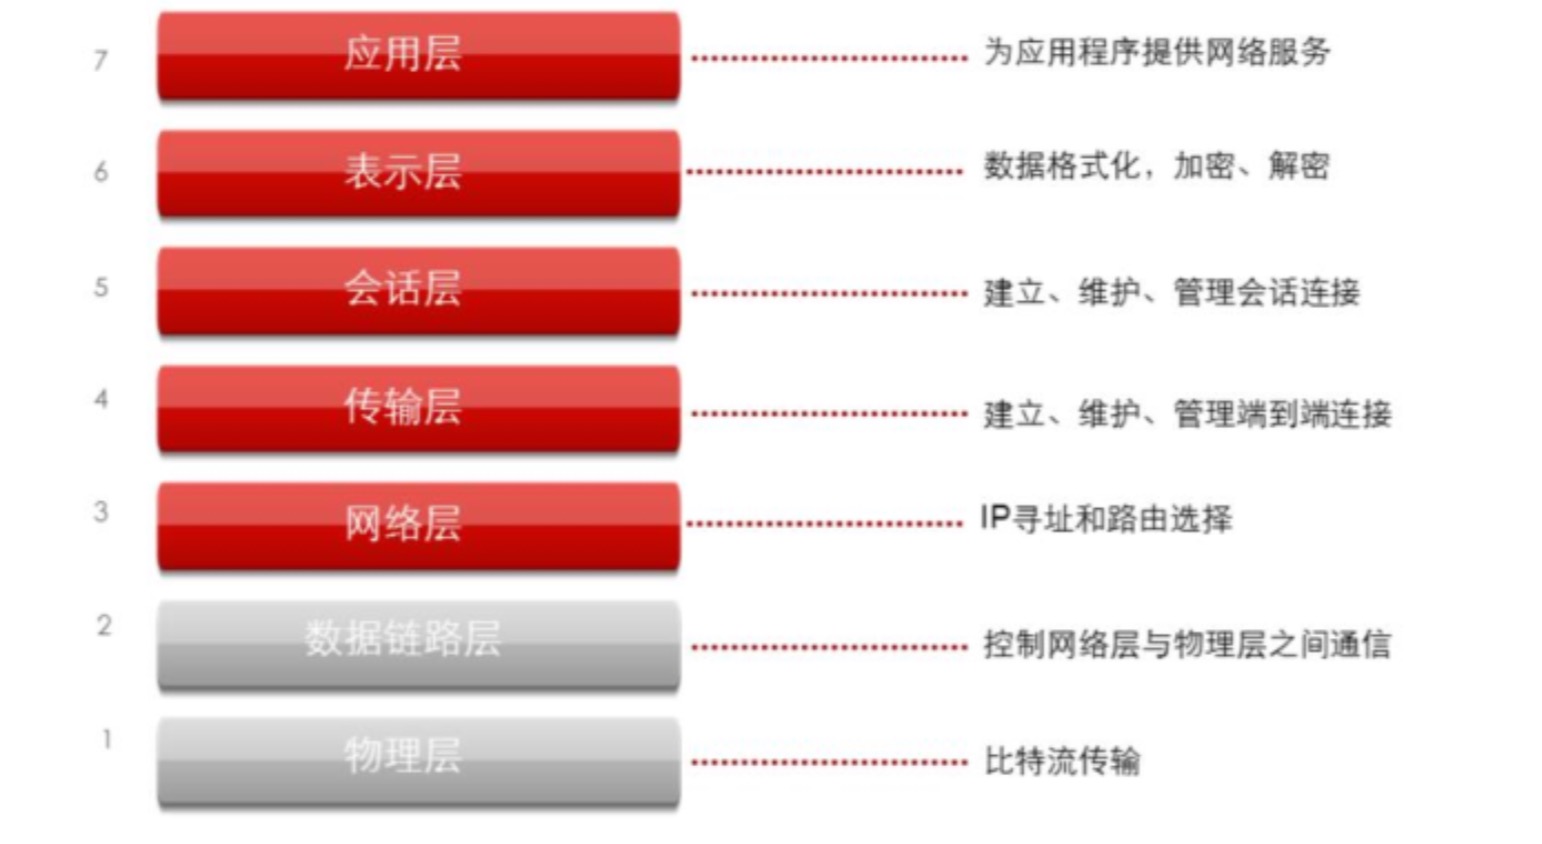 7 应用层 为应用程序提供网络服务
6 表示层 数据格式化，加密、解密
5 会话层 建立、维护、管理会话连接
4 传输层 建立、维护、管理端到端连接
3 网络层 IP寻址和路由选择
2 数据链路层 控制网络层与物理层之间通信
1 物理层 比特流传输